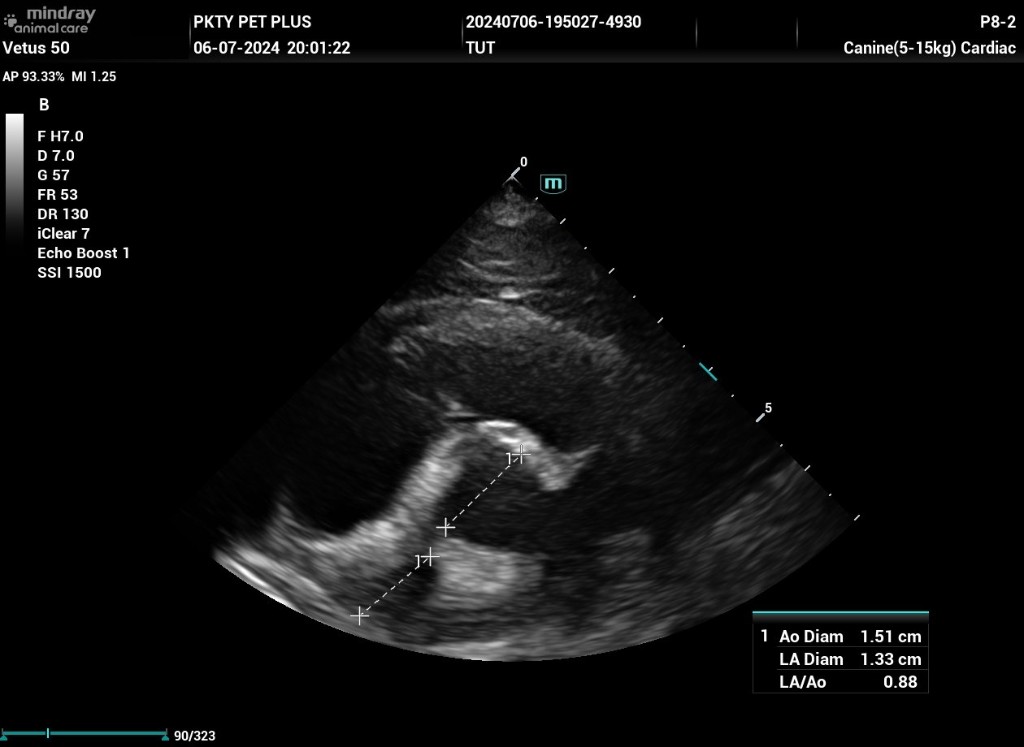 mindray
animal care
Vetus 50
PKTY PET PLUS
06-07-2024 20:01:22
20240706-195027-4930
TUT
P8-2
Canine(5-15kg) Cardiac
AP 93.33% MI 1.25
B
F H7.0
D 7.0
G 57
FR 53
DR 130
iClear 7
Echo Boost 1
SSI 1500
0
m
5
1
1
1 Ao Diam 1.51 cm
LA Diam 1.33 cm
LA/Ao 0.88
90/323